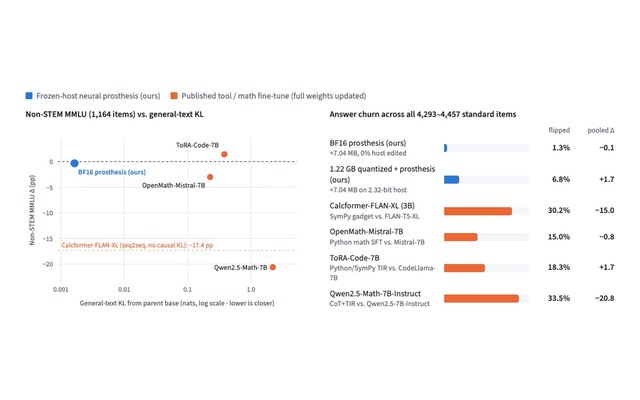 Frozen-host neural prosthesis (ours) Published tool / math fine-tune (full weights updated)
Non-STEM MMLU (1,164 items) vs. general-text KL
Non-STEM MMLU Δ (pp)
0
−5
−10
−15
−20
ToRA-Code-7B
BF16 prosthesis (ours)
OpenMath-Mistral-7B
Calcformer-FLAN-XL (seq2seq, no causal KL): −17.4 pp
Qwen2.5-Math-7B
0.001 0.01 0.1 1.0
General-text KL from parent base (nats, log scale · lower is closer)
Answer churn across all 4,293–4,457 standard items
flipped pooled Δ
BF16 prosthesis (ours) 1.3% −0.1
+7.04 MB, 0% host edited
1.22 GB quantized + prosthesis
(ours) 6.8% +1.7
+7.04 MB on 2.32-bit host
Calcformer-FLAN-XL (3B) 30.2% −15.0
SymPy gadget vs. FLAN-T5-XL
OpenMath-Mistral-7B 15.0% −0.8
Python math SFT vs. Mistral-7B
ToRA-Code-7B 18.3% +1.7
Python/SymPy TIR vs. CodeLlama-
7B
Qwen2.5-Math-7B-Instruct 33.5% −20.8
CoT+TIR vs. Qwen2.5-7B-Instruct